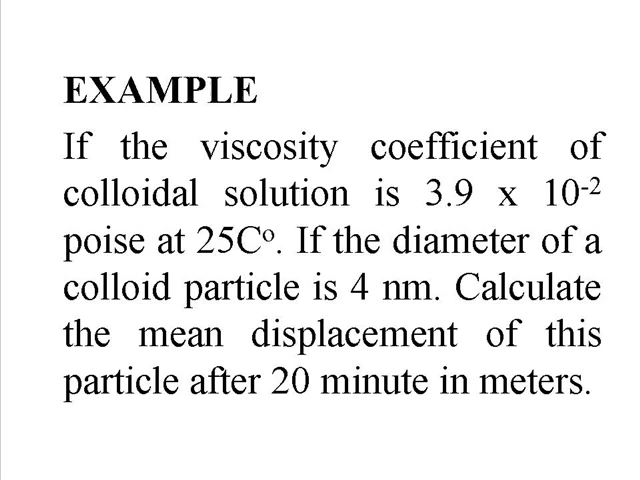 EXAMPLE
If the viscosity coefficient of
colloidal solution is 3.9 x 10⁻²
poise at 25Cº. If the diameter of a
colloid particle is 4 nm. Calculate
the mean displacement of this
particle after 20 minute in meters.